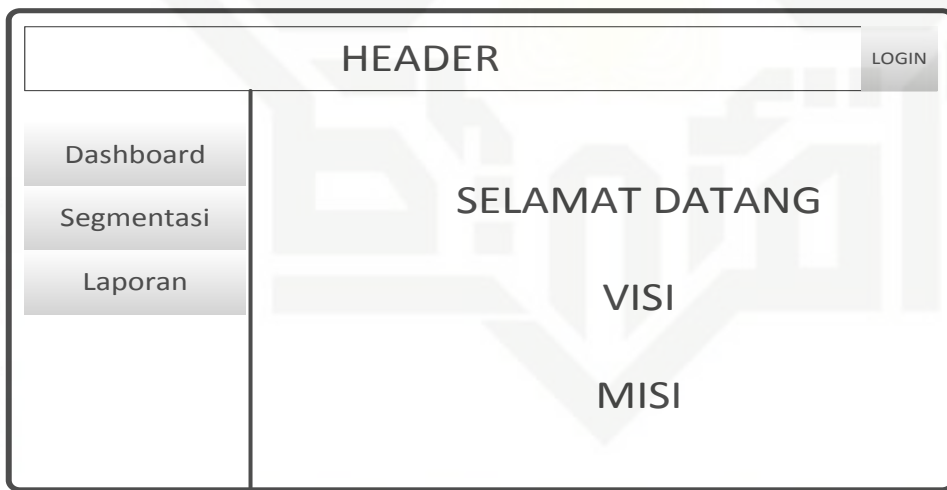 HEADER
LOGIN
Dashboard
Segmentasi
Laporan
SELAMAT DATANG
VISI
MISI